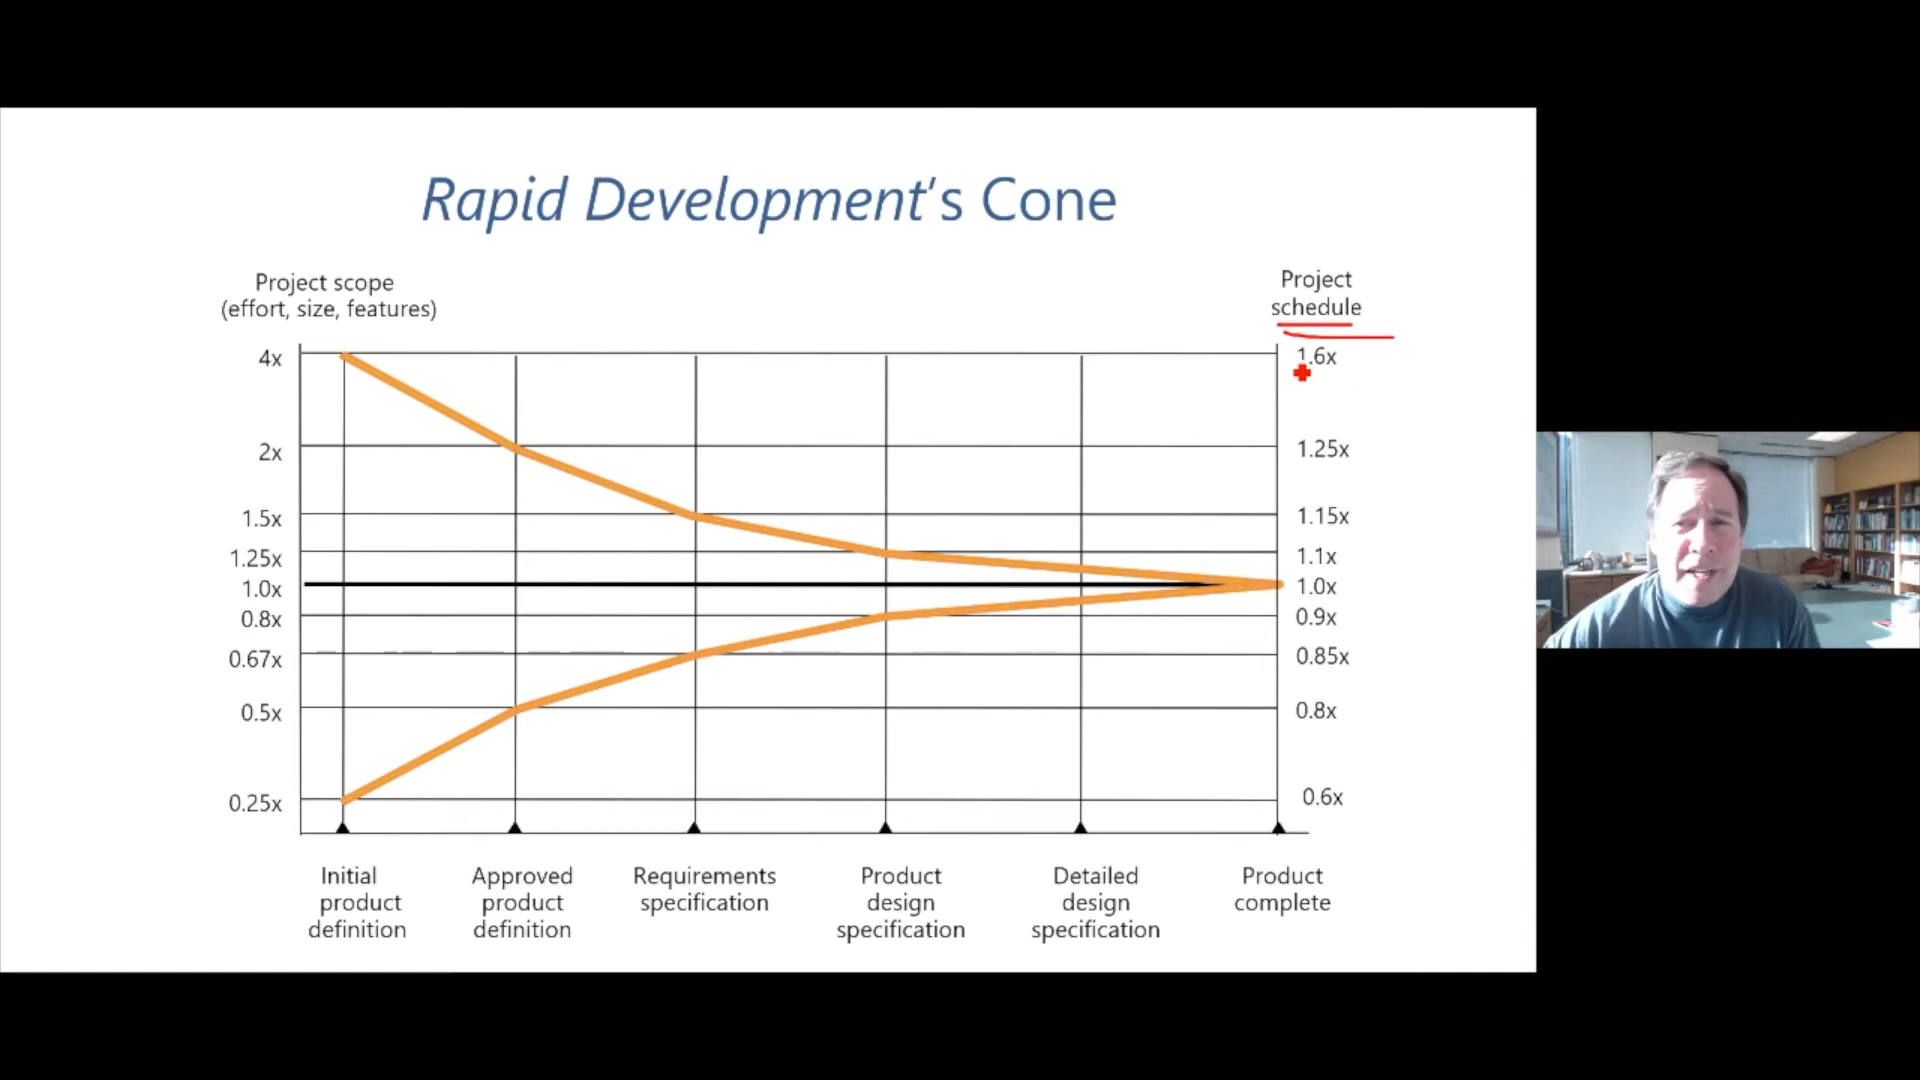 Rapid Development's Cone
Project scope
(effort, size, features)
Project
schedule
4x
2x
1.5x
1.25x
1.0x
0.8x
0.67x
0.5x
0.25x
1.6x
1.25x
1.15x
1.1x
1.0x
0.9x
0.85x
0.8x
0.6x
Initial
product
definition
Approved
product
definition
Requirements
specification
Product
design
specification
Detailed
design
specification
Product
complete